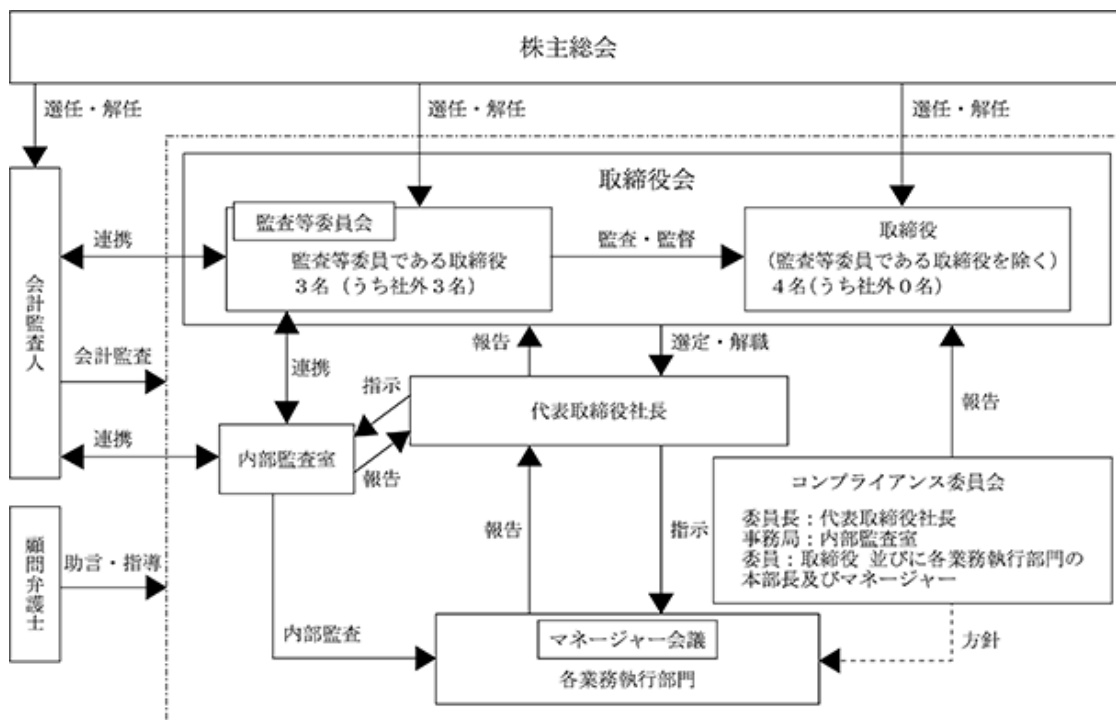 株主総会
選任・解任
選任・解任
選任・解任
取締役会
監査等委員会
監査等委員である取締役
3名（うち社外3名）
監査・監督
取締役
（監査等委員である取締役を除く）
4名（うち社外0名）
連携
会計監査人
会計監査
連携
連携
報告
選定・解職
指示
代表取締役社長
報告
内部監査室
報告
コンプライアンス委員会
委員長：代表取締役社長
事務局：内部監査室
委員：取締役 並びに各業務執行部門の
本部長及びマネージャー
顧問弁護士
助言・指導
報告
指示
内部監査
マネージャー会議
各業務執行部門
方針